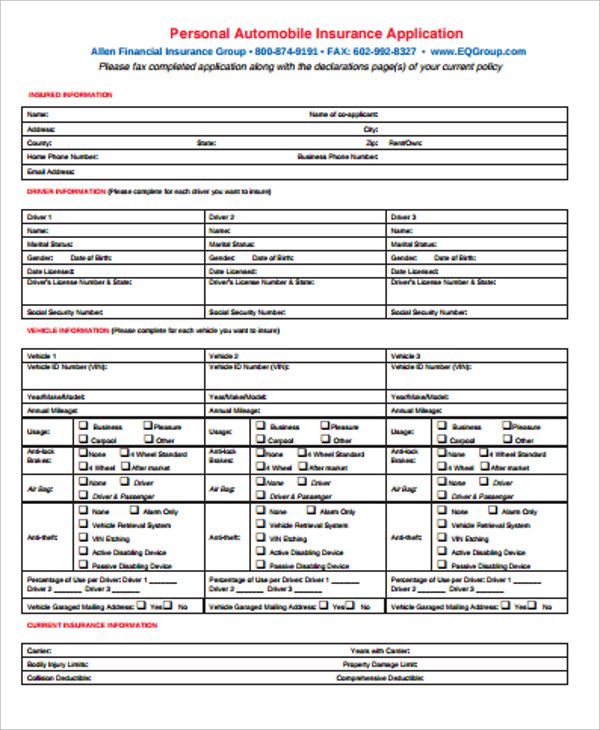 Personal Automobile Insurance Application
Allen Financial Insurance Group • 800-874-9191 • FAX: 602-992-8327 • www.EQGroup.com
Please fax completed application along with the declarations page(s) of your current policy
INSURED INFORMATION
Name: Name of co-applicant:
Address: City:
County: State: Zip: Rent/Own:
Home Phone Number: Business Phone Number:
Email Address:
DRIVER INFORMATION (Please complete for each driver you want to insure)
Driver 1 Driver 2 Driver 3
Name: Name: Name:
Marital Status: Marital Status: Marital Status:
Gender: Date of Birth: Gender: Date of Birth: Gender: Date of Birth:
Date Licensed: Date Licensed: Date Licensed:
Driver's License Number & State: Driver's License Number & State: Driver's License Number & State:
Social Security Number: Social Security Number: Social Security Number:
VEHICLE INFORMATION (Please complete for each vehicle you want to insure)
Vehicle 1 Vehicle 2 Vehicle 3
Vehicle ID Number (VIN): Vehicle ID Number (VIN): Vehicle ID Number (VIN):
Year/Make/Model: Year/Make/Model: Year/Make/Model:
Annual Mileage: Annual Mileage: Annual Mileage:
Usage: ☐ Business ☐Pleasure Usage: ☐ Business ☐Pleasure Usage: ☐ Business ☐Pleasure
☐ Carpool ☐ Other ☐ Carpool ☐ Other ☐ Carpool ☐ Other
Anti-lock Brakes: ☐None ☐4 Wheel Standard Anti-lock Brakes: ☐None ☐4 Wheel Standard Anti-lock Brakes: ☐None ☐4 Wheel Standard
☐4 Wheel ☐After market ☐4 Wheel ☐After market ☐4 Wheel ☐After market
Air Bag: ☐None ☐ Driver Air Bag: ☐None ☐ Driver Air Bag: ☐None ☐ Driver
☐ Driver & Passenger ☐ Driver & Passenger ☐ Driver & Passenger
☐ None ☐ Alarm Only ☐ None ☐ Alarm Only ☐ None ☐ Alarm Only
☐ Vehicle Retrieval System ☐ Vehicle Retrieval System ☐ Vehicle Retrieval System
Anti-theft: ☐ VIN Etching Anti-theft: ☐ VIN Etching Anti-theft: ☐ VIN Etching
☐ Active Disabling Device ☐ Active Disabling Device ☐ Active Disabling Device
☐ Passive Disabling Device ☐ Passive Disabling Device ☐ Passive Disabling Device
Percentage of Use per Driver: Driver 1 ______ Percentage of Use per Driver: Driver 1 ______ Percentage of Use per Driver: Driver 1 ______
Driver 2 ______ Driver 3 ______ Driver 2 ______ Driver 3 ______ Driver 2 ______ Driver 3 ______
Vehicle Garaged Mailing Address: ☐ Yes ☐ No Vehicle Garaged Mailing Address: ☐ Yes ☐ No Vehicle Garaged Mailing Address: ☐ Yes ☐ No
CURRENT INSURANCE INFORMATION
Carrier: Years with Carrier:
Bodily Injury Limits: Property Damage Limit:
Collision Deductible: Comprehensive Deductible: